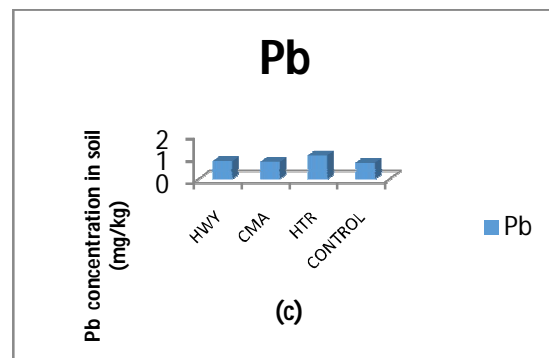 Pb
Pb concentration in soil
(mg/kg)
2
1
0
HWY
CMA
HTR
CONTROL
Pb
(c)